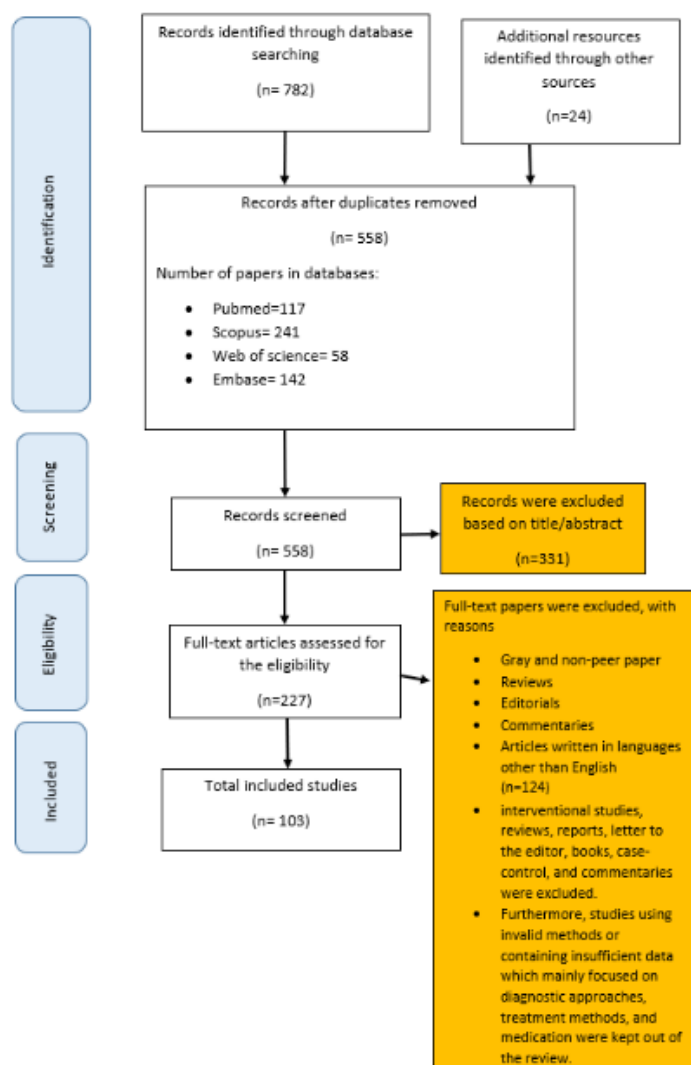 Records identified through database
searching
(n= 782)
Additional resources
identified through other
sources
(n=24)
Identification
Records after duplicates removed
(n= 558)
Number of papers in databases:
• Pubmed=117
• Scopus= 241
• Web of science= 58
• Embase= 142
Screening
Records screened
(n= 558)
Records were excluded
based on title/abstract
(n=331)
Eligibility
Full-text articles assessed for
the eligibility
(n=227)
Full-text papers were excluded, with
reasons
• Gray and non-peer paper
• Reviews
• Editorials
• Commentaries
• Articles written in languages
other than English
(n=124)
• interventional studies,
reviews, reports, letter to
the editor, books, case-
control, and commentaries
were excluded.
• Furthermore, studies using
invalid methods or
containing insufficient data
which mainly focused on
diagnostic approaches,
treatment methods, and
medication were kept out of
the review.
Included
Total included studies
(n= 103)